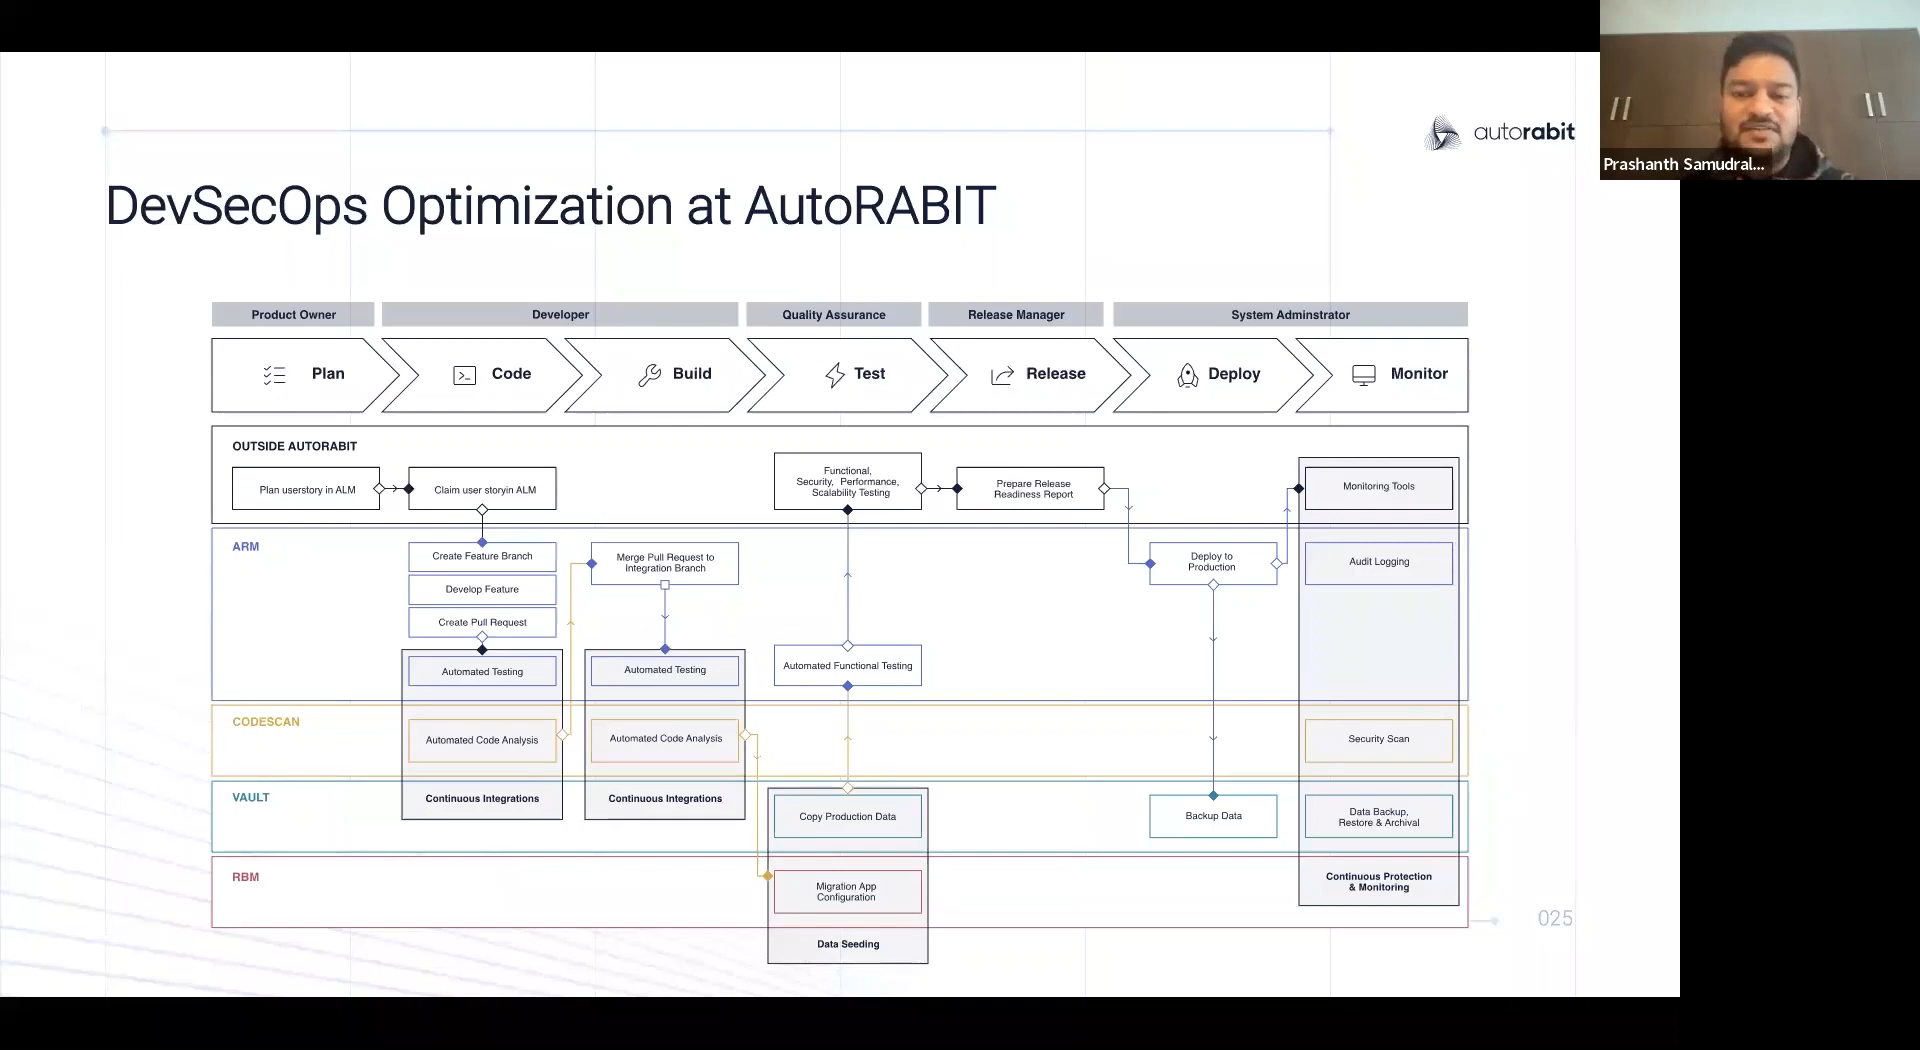 autorabit
Prashanth Samudral...
DevSecOps Optimization at AutoRABIT
Product Owner
Developer
Quality Assurance
Release Manager
System Adminstrator
Plan
Code
Build
Test
Release
Deploy
Monitor
OUTSIDE AUTORABIT
Plan userstory in ALM
Claim user storyin ALM
Functional,
Security, Performance,
Scalability Testing
Prepare Release
Readiness Report
Monitoring Tools
ARM
Create Feature Branch
Develop Feature
Create Pull Request
Automated Testing
Merge Pull Request to
Integration Branch
Automated Testing
Automated Functional Testing
Deploy to
Production
Audit Logging
CODESCAN
Automated Code Analysis
Automated Code Analysis
Security Scan
VAULT
Continuous Integrations
Continuous Integrations
Copy Production Data
Backup Data
Data Backup,
Restore & Archival
RBM
Migration App
Configuration
Continuous Protection
& Monitoring
Data Seeding
025